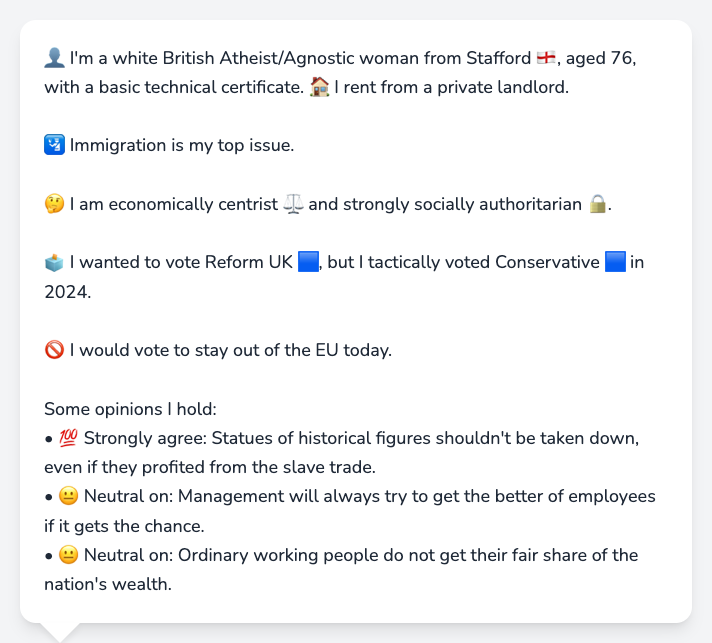 👤 I'm a white British Atheist/Agnostic woman from Stafford 🏴󠁧󠁢󠁥󠁮󠁧󠁿, aged 76,
with a basic technical certificate. 🏠 I rent from a private landlord.
🛂 Immigration is my top issue.
🤔 I am economically centrist ⚖️ and strongly socially authoritarian 🔒.
🗳️ I wanted to vote Reform UK 🟦, but I tactically voted Conservative 🟦 in
2024.
🚫 I would vote to stay out of the EU today.
Some opinions I hold:
• 💯 Strongly agree: Statues of historical figures shouldn't be taken down,
even if they profited from the slave trade.
• 😐 Neutral on: Management will always try to get the better of employees
if it gets the chance.
• 😐 Neutral on: Ordinary working people do not get their fair share of the
nation's wealth.